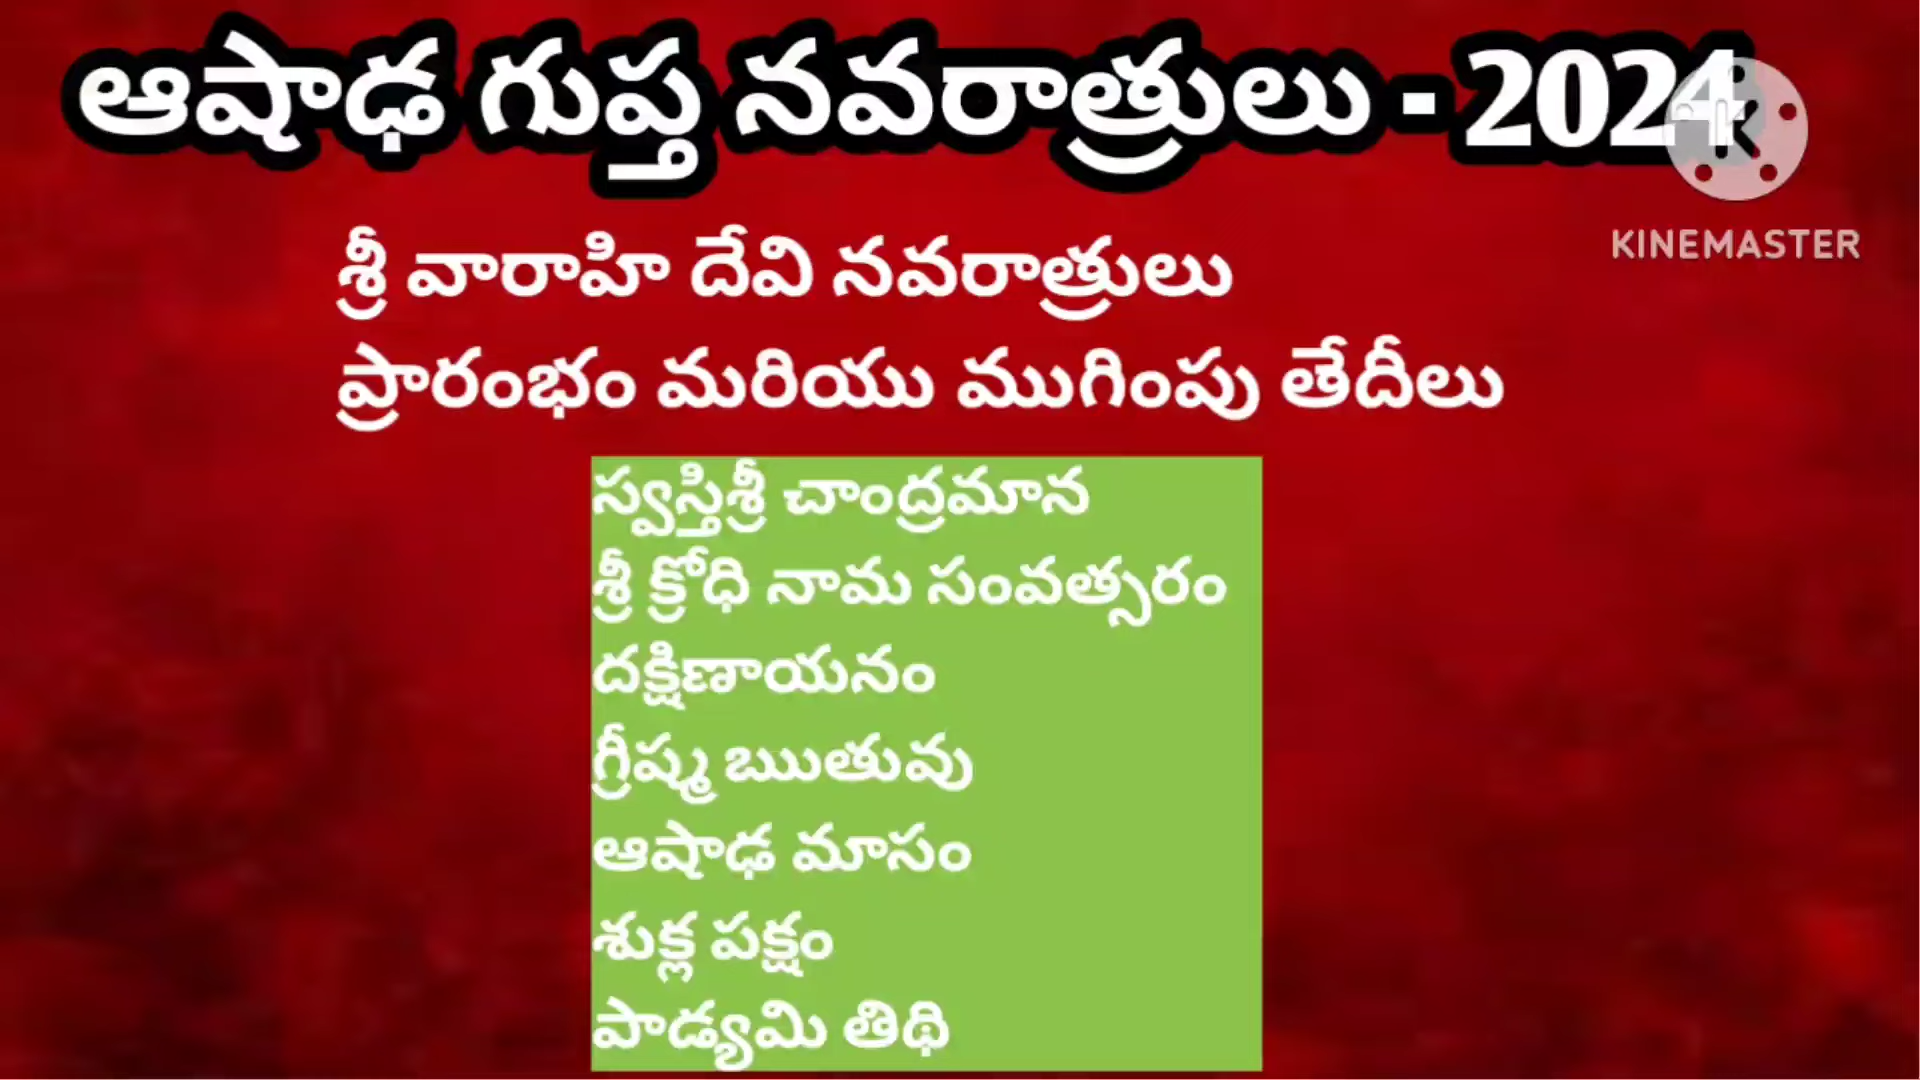 ఆషాఢ గుప్త నవరాత్రులు - 2024
KINEMASTER
శ్రీ వారాహి దేవి నవరాత్రులు
ప్రారంభం మరియు ముగింపు తేదీలు
స్వస్తిశ్రీ చాంద్రమాన
శ్రీ క్రోధి నామ సంవత్సరం
దక్షిణాయనం
గ్రీష్మ ఋతువు
ఆషాఢ మాసం
శుక్ల పక్షం
పాడ్యమి తిథి